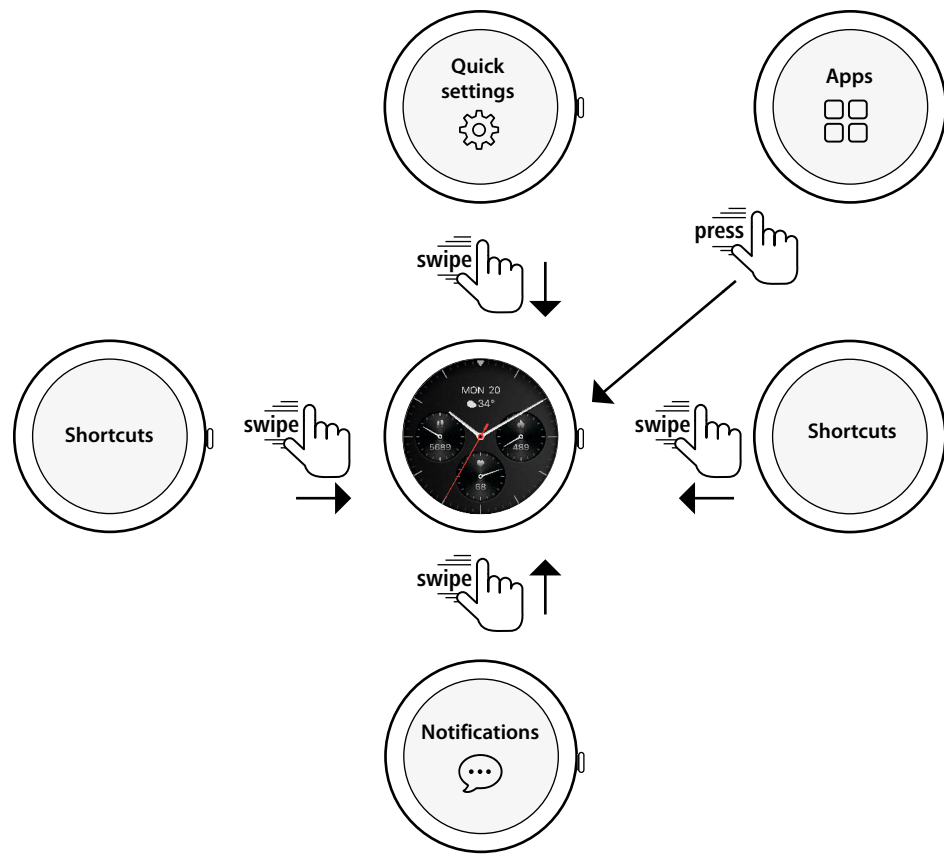 Quick
settings
Apps
press
swipe
MON 20
34°
Shortcuts
swipe
5689
489
68
swipe
Shortcuts
swipe
Notifications